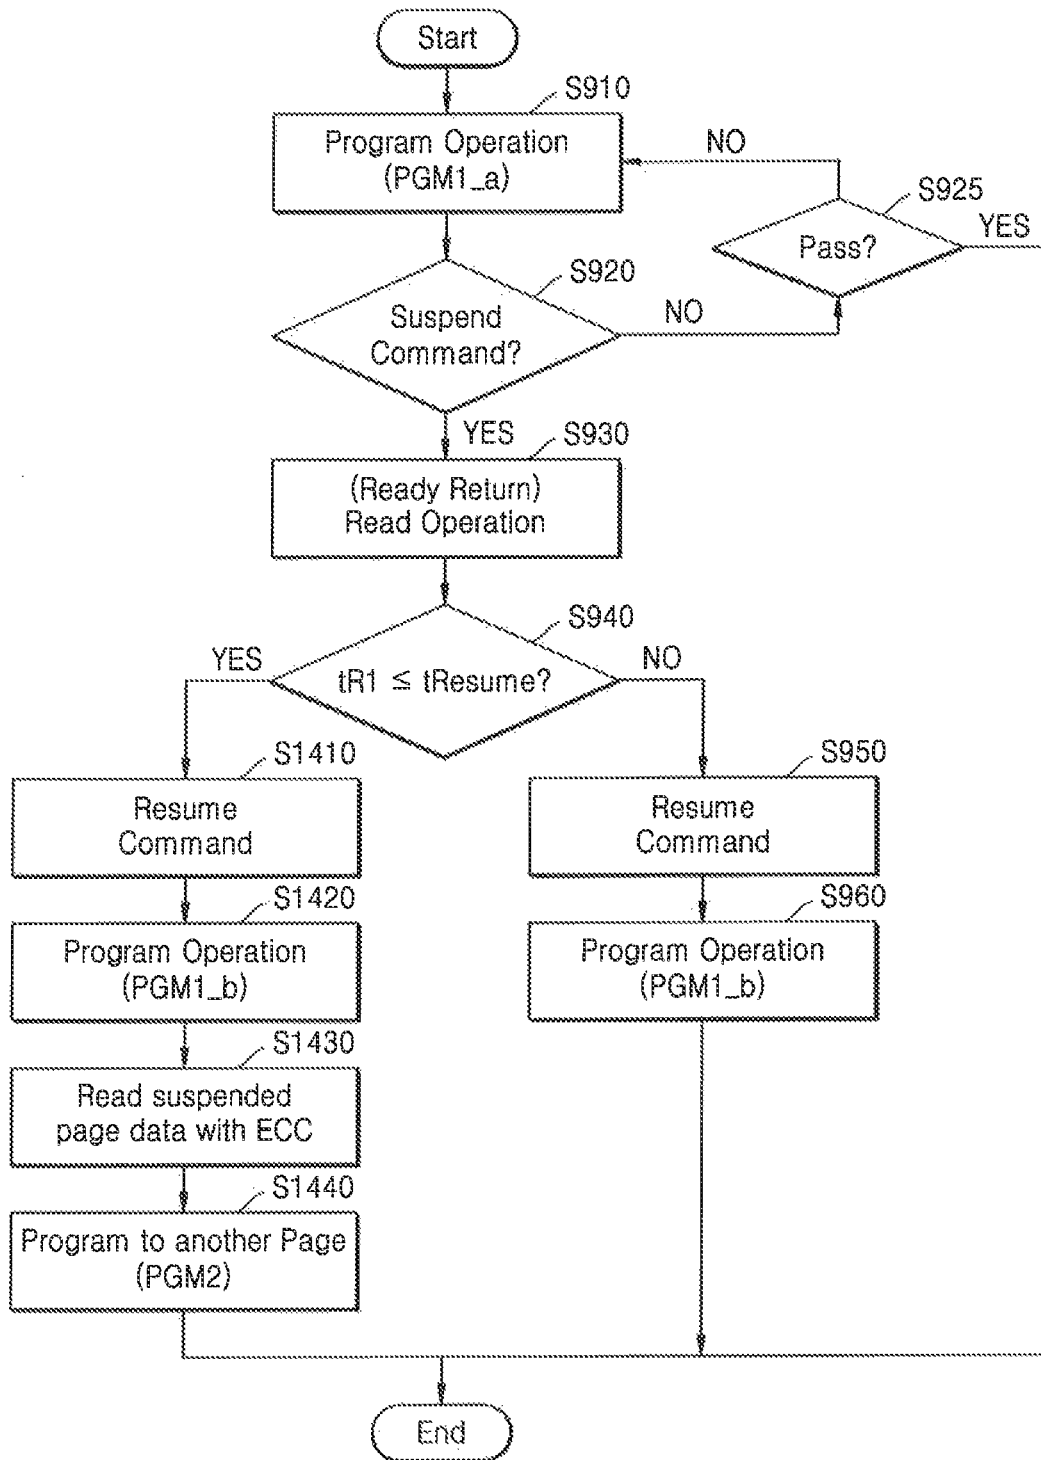 Start
S910
Program Operation
(PGM1_a)
NO
S925
Pass?
YES
S920
Suspend
Command?
NO
YES
S930
(Ready Return)
Read Operation
S940
YES
tR1 ≤ tResume?
NO
S1410
Resume
Command
S950
Resume
Command
S1420
Program Operation
(PGM1_b)
S960
Program Operation
(PGM1_b)
S1430
Read suspended
page data with ECC
S1440
Program to another Page
(PGM2)
End